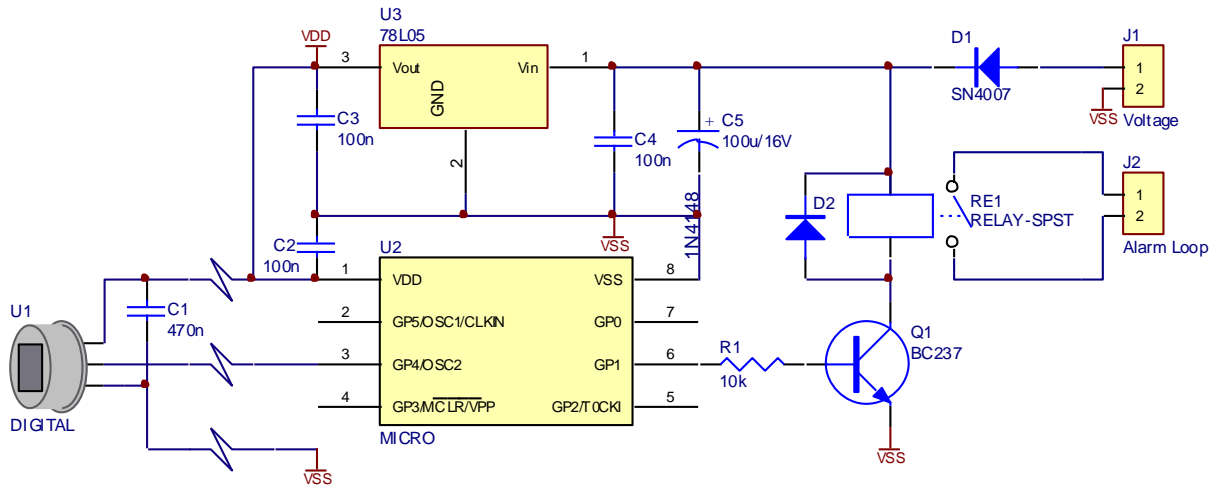 U3
78L05
VDD
3
Vout
Vin
1
GND
2
C3
100n
C4
100n
+
C5
100u/16V
D1
SN4007
J1
1
2
VSS
Voltage
J2
1
2
Alarm Loop
RE1
RELAY-SPST
D2
1N4148
VSS
C2
100n
U2
1
VDD
VSS
8
2
GP5/OSC1/CLKIN
GP0
7
3
GP4/OSC2
GP1
6
4
GP3/MCLR/VPP
GP2/T0CKI
5
MICRO
U1
DIGITAL
C1
470n
VSS
R1
10k
Q1
BC237
VSS